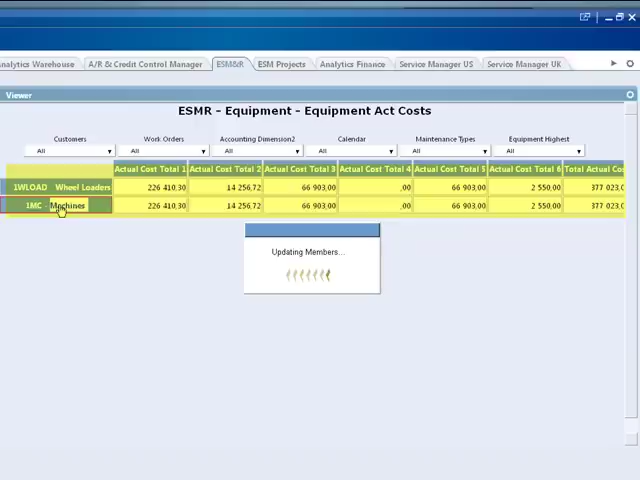 nalytics Warehouse A/R & Credit Control Manager ESM&R ESM Projects Analytics Finance Service Manager US Service Manager UK
Viewer
ESMR - Equipment - Equipment Act Costs
Customers Work Orders Accounting Dimension2 Calendar Maintenance Types Equipment Highest
All All All All All All
Actual Cost Total 1 Actual Cost Total 2 Actual Cost Total 3 Actual Cost Total 4 Actual Cost Total 5 Actual Cost Total 6 Total Actual Cos
1WLOAD Wheel Loaders 226 410,30 14 256,72 66 903,00 ,00 66 903,00 2 550,00 377 023,0
1MC - Machines 226 410,30 14 256,72 66 903,00 ,00 66 903,00 2 550,00 377 023,0
Updating Members...